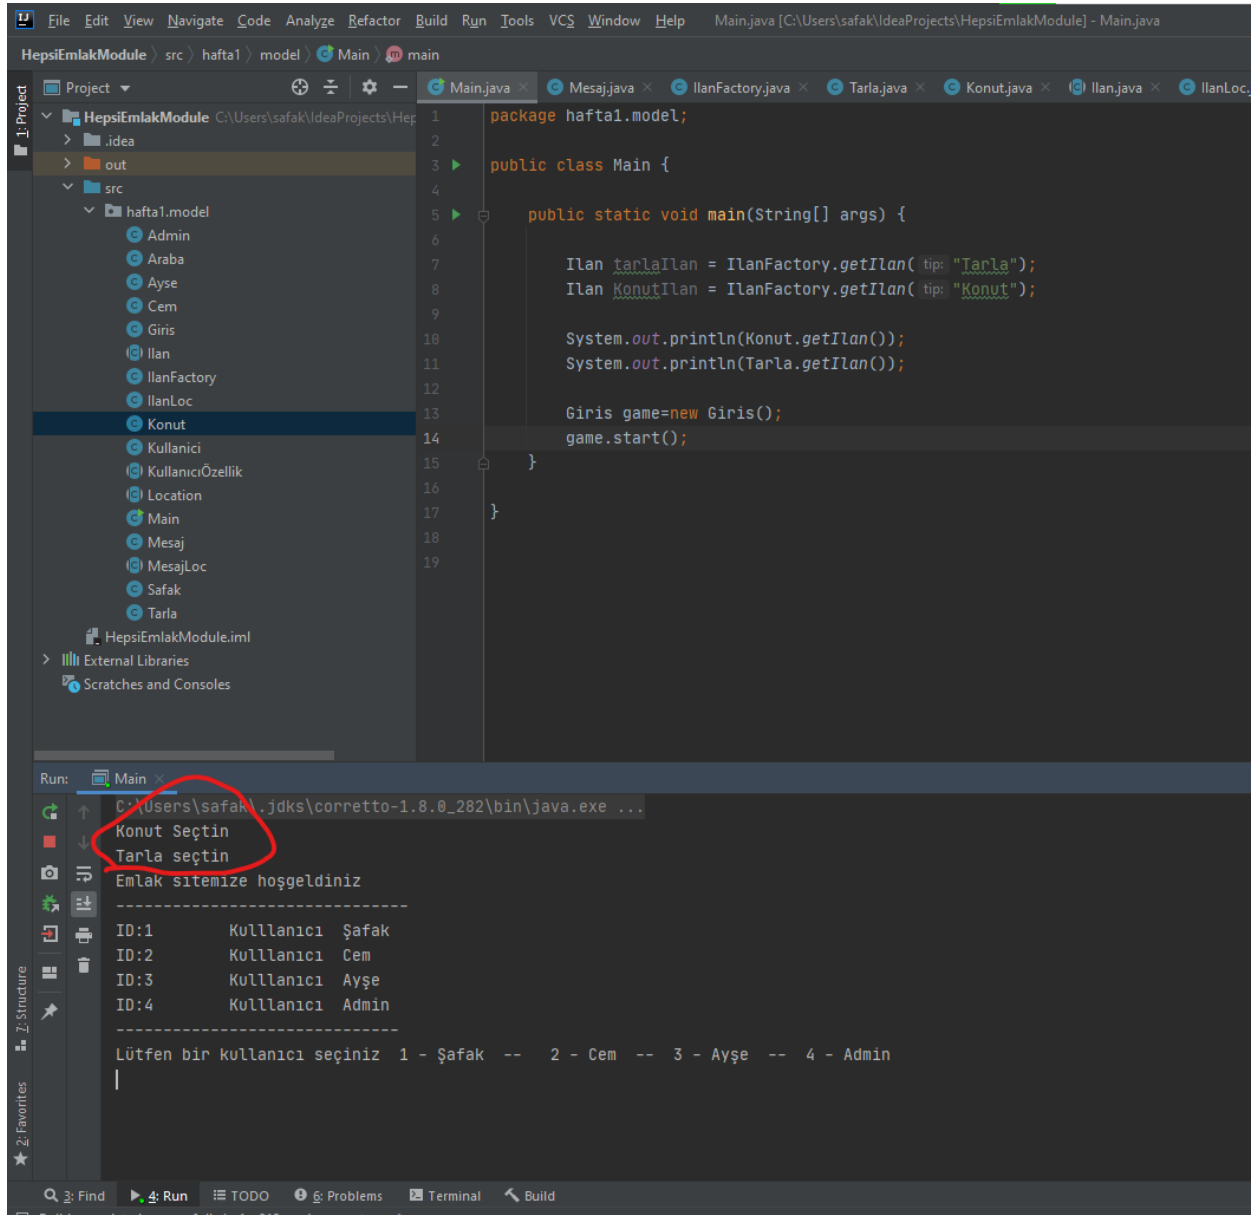 File Edit View Navigate Code Analyze Refactor Build Run Tools VCS Window Help Main.java [C:\Users\safak\IdeaProjects\HepsiEmlakModule] - Main.java
HepsiEmlakModule src hafta1 model Main main
1: Project
Project
HepsiEmlakModule C:\Users\safak\IdeaProjects\Hep
.idea
out
src
hafta1.model
Admin
Araba
Ayse
Cem
Giris
Ilan
IlanFactory
IlanLoc
Konut
Kullanici
KullanıcıÖzellik
Location
Main
Mesaj
MesajLoc
Safak
Tarla
HepsiEmlakModule.iml
External Libraries
Scratches and Consoles
Main.java Mesaj.java IlanFactory.java Tarla.java Konut.java Ilan.java IlanLoc.
1 package hafta1.model;
2
3 public class Main {
4
5 public static void main(String[] args) {
6
7 Ilan tarlaIlan = IlanFactory.getIlan( tip: "Tarla");
8 Ilan KonutIlan = IlanFactory.getIlan( tip: "Konut");
9
10 System.out.println(Konut.getIlan());
11 System.out.println(Tarla.getIlan());
12
13 Giris game=new Giris();
14 game.start();
15 }
16
17 }
18
19
Run: Main
C:\Users\safak\.jdks\corretto-1.8.0_282\bin\java.exe ...
Konut Seçtin
Tarla seçtin
Emlak sitemize hoşgeldiniz
-------------------------------
ID:1 Kulllanıcı Şafak
ID:2 Kulllanıcı Cem
ID:3 Kulllanıcı Ayşe
ID:4 Kulllanıcı Admin
------------------------------
Lütfen bir kullanıcı seçiniz 1 - Şafak -- 2 - Cem -- 3 - Ayşe -- 4 - Admin
7: Structure
2: Favorites
3: Find 4: Run TODO 6: Problems Terminal Build